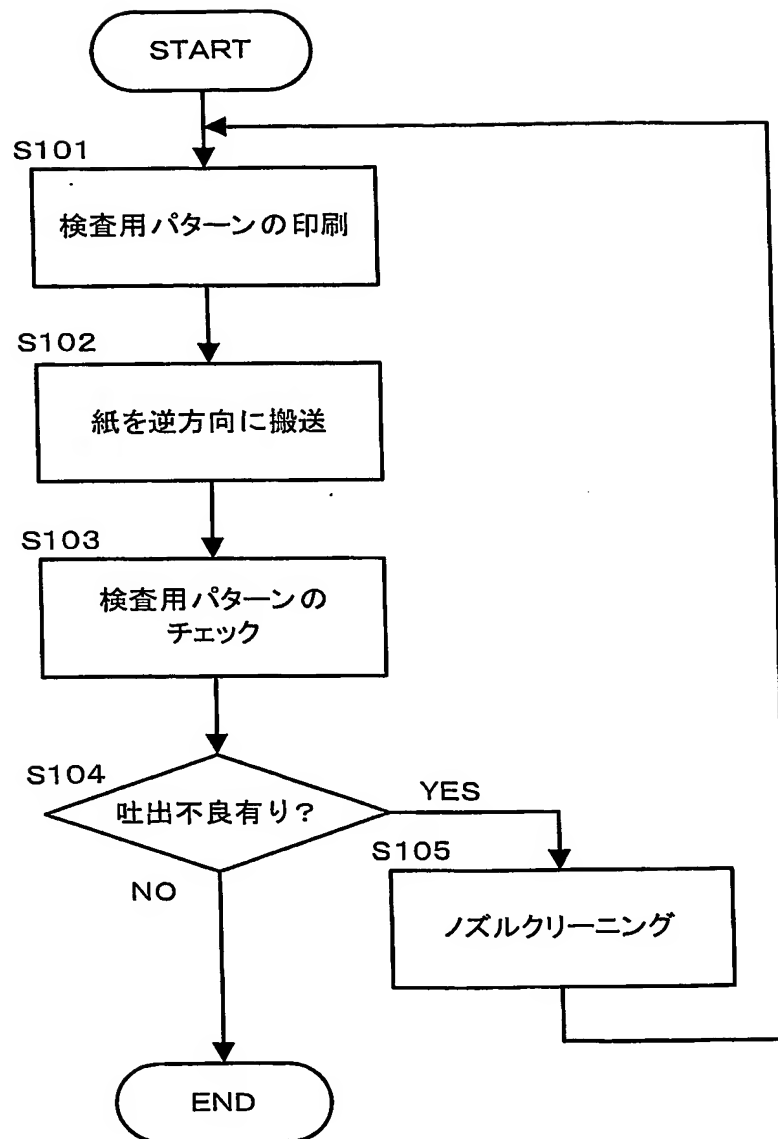 START
S101
検査用パターンの印刷
S102
紙を逆方向に搬送
S103
検査用パターンの
チェック
S104
吐出不良有り?
YES
S105
NO
ノズルクリーニング
END